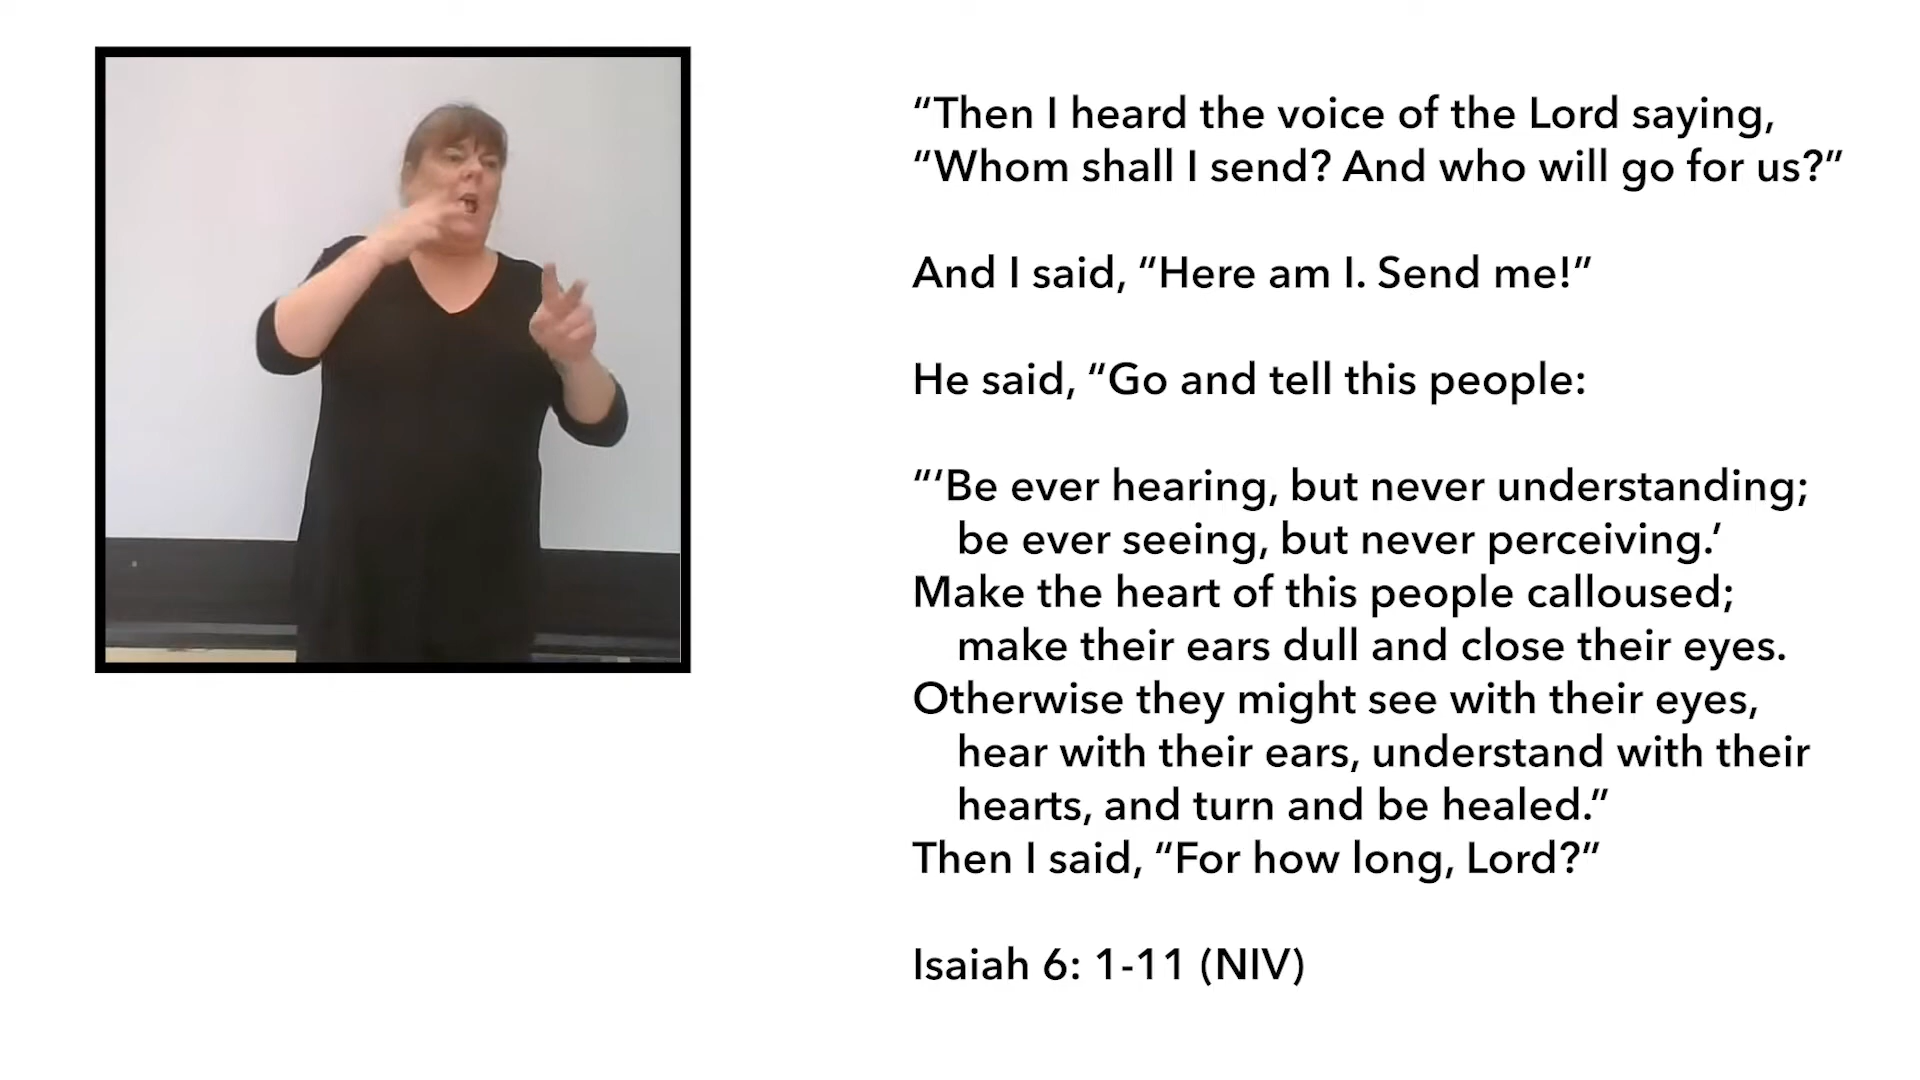 “Then I heard the voice of the Lord saying,
“Whom shall I send? And who will go for us?”
And I said, “Here am I. Send me!”
He said, “Go and tell this people:
“‘Be ever hearing, but never understanding;
be ever seeing, but never perceiving.’
Make the heart of this people calloused;
make their ears dull and close their eyes.
Otherwise they might see with their eyes,
hear with their ears, understand with their
hearts, and turn and be healed.”
Then I said, “For how long, Lord?”
Isaiah 6: 1-11 (NIV)